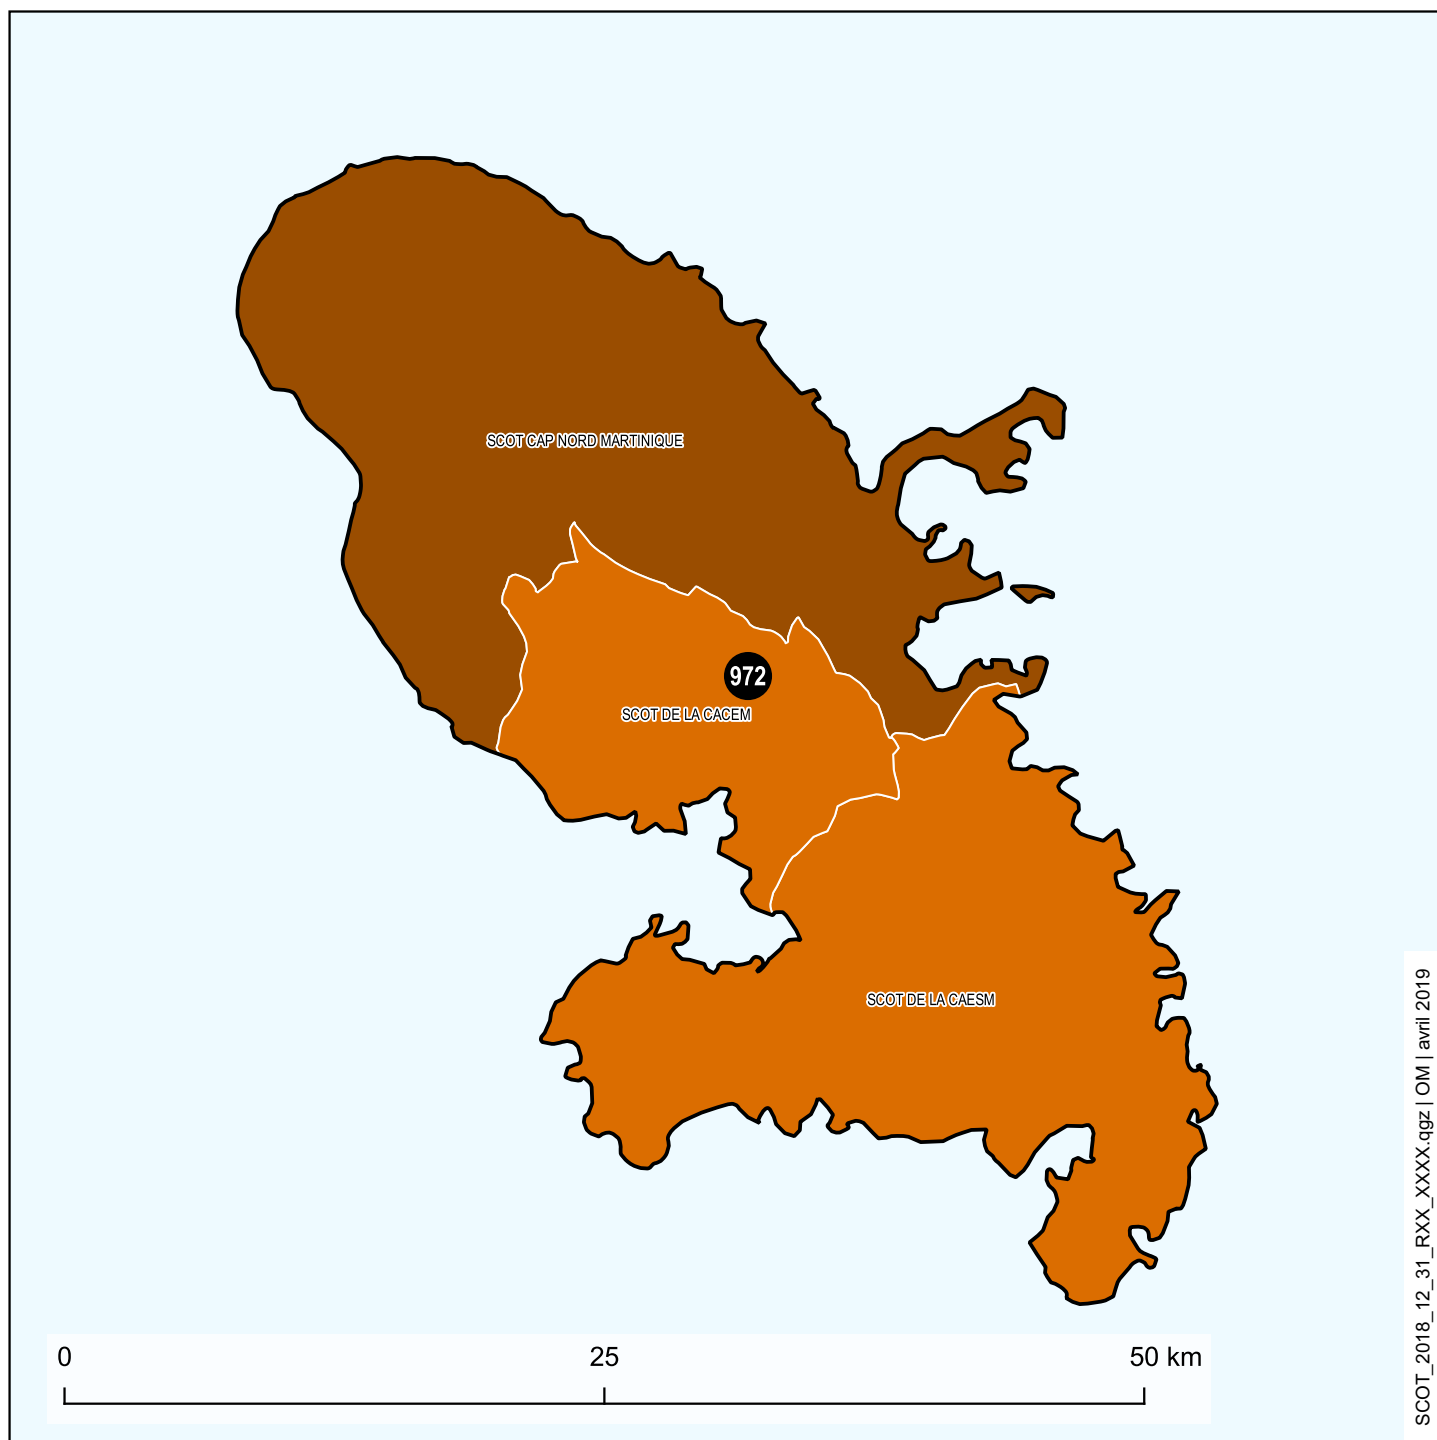 SCOT CAP NORD MARTINIQUE
972
SCOT DE LA CACEM
SCOT DE LA CAESM
0 25 50 km
SCOT_2018_12_31_RXX_XXXX.qgz | OM | avril 2019